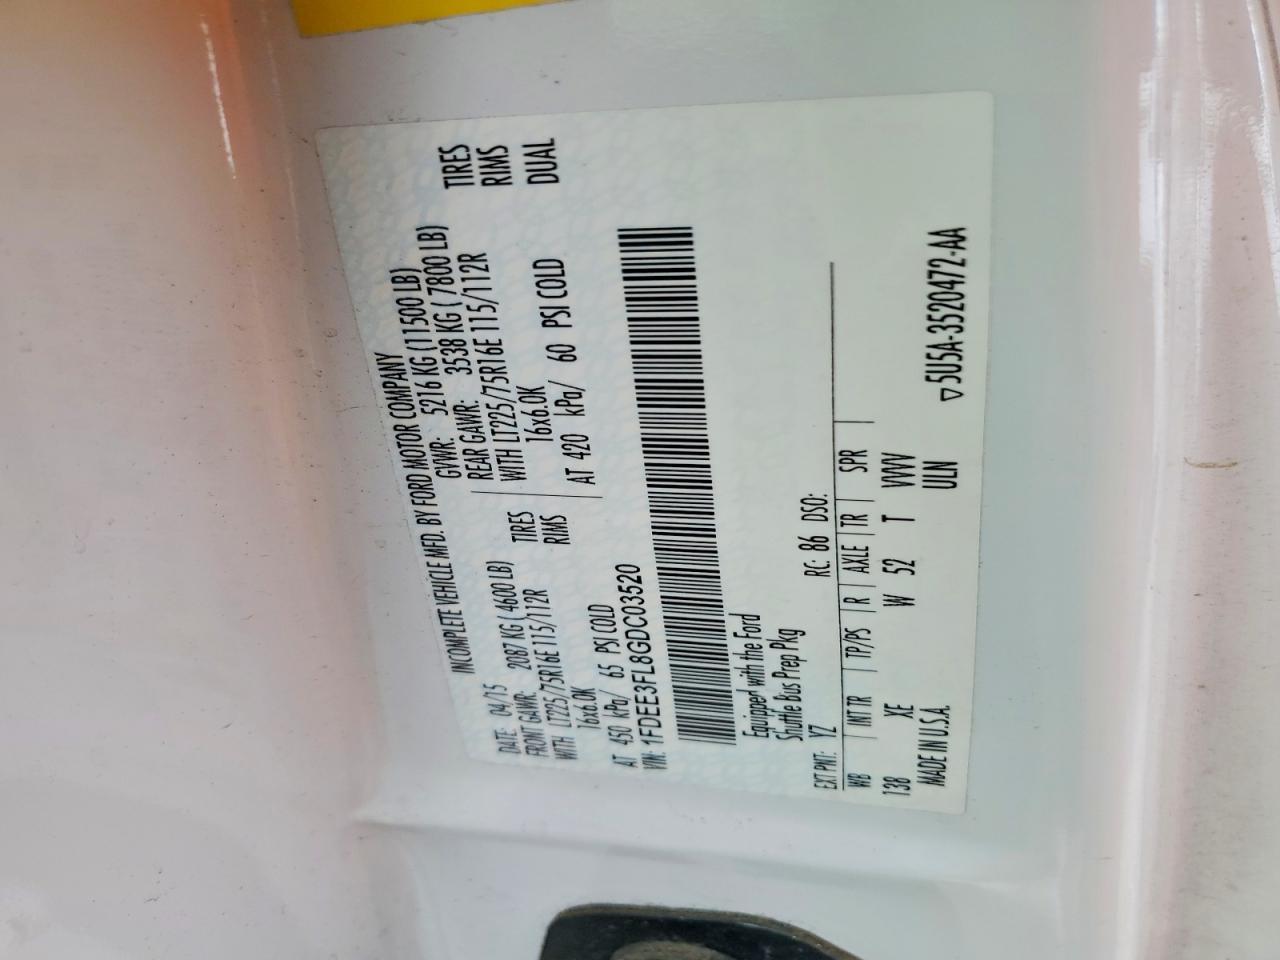 INCOMPLETE VEHICLE MFD. BY FORD MOTOR COMPANY
DATE: 04/15 GVWR: 5216 KG (11500 LB)
FRONT GAWR: 2087 KG ( 4600 LB) REAR GAWR: 3538 KG ( 7800 LB)
WITH LT225/75R16E 115/112R TIRES WITH LT225/75R16E 115/112R TIRES
16x6.0K RIMS 16x6.0K RIMS
AT 450 kPa/ 65 PSI COLD AT 420 kPa/ 60 PSI COLD DUAL
VIN: 1FDEE3FL8GDC03520
Equipped with the Ford
Shuttle Bus Prep Pkg
EXT PNT: YZ RC: 86 DSO:
WB INT TR TP/PS R AXLE TR SPR
138 XE W 52 T VVVV
MADE IN U.S.A. ULN
▽5U5A-3520472-AA